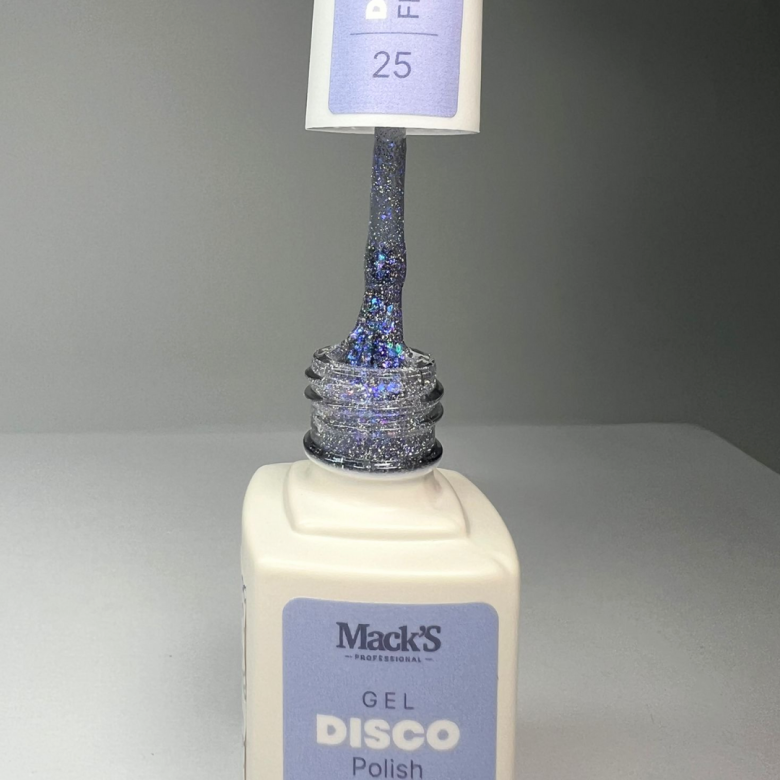 25
Mack'S
PROFESSIONAL
GEL
DISCO
Polish